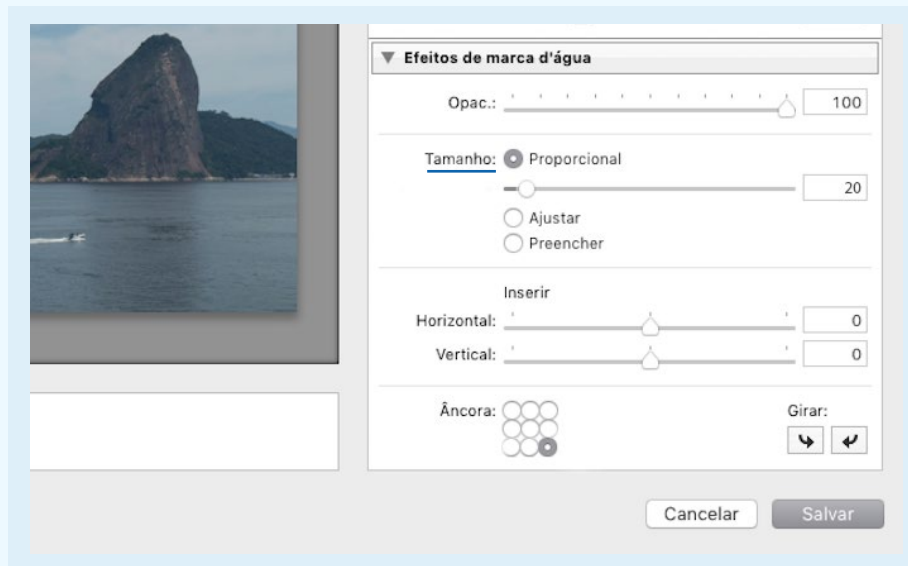 Efeitos de marca d'água
Opac.: 100
Tamanho: Proporcional
20
Ajustar
Preencher
Inserir
Horizontal: 0
Vertical: 0
Âncora: Girar:
Cancelar Salvar